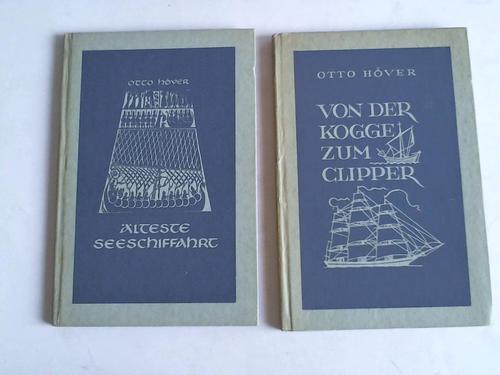 OTTO HÖVER
ÄLTESTE
SEESCHIFFAHRT
OTTO HÖVER
VON DER
KOGGE
ZUM
CLIPPER